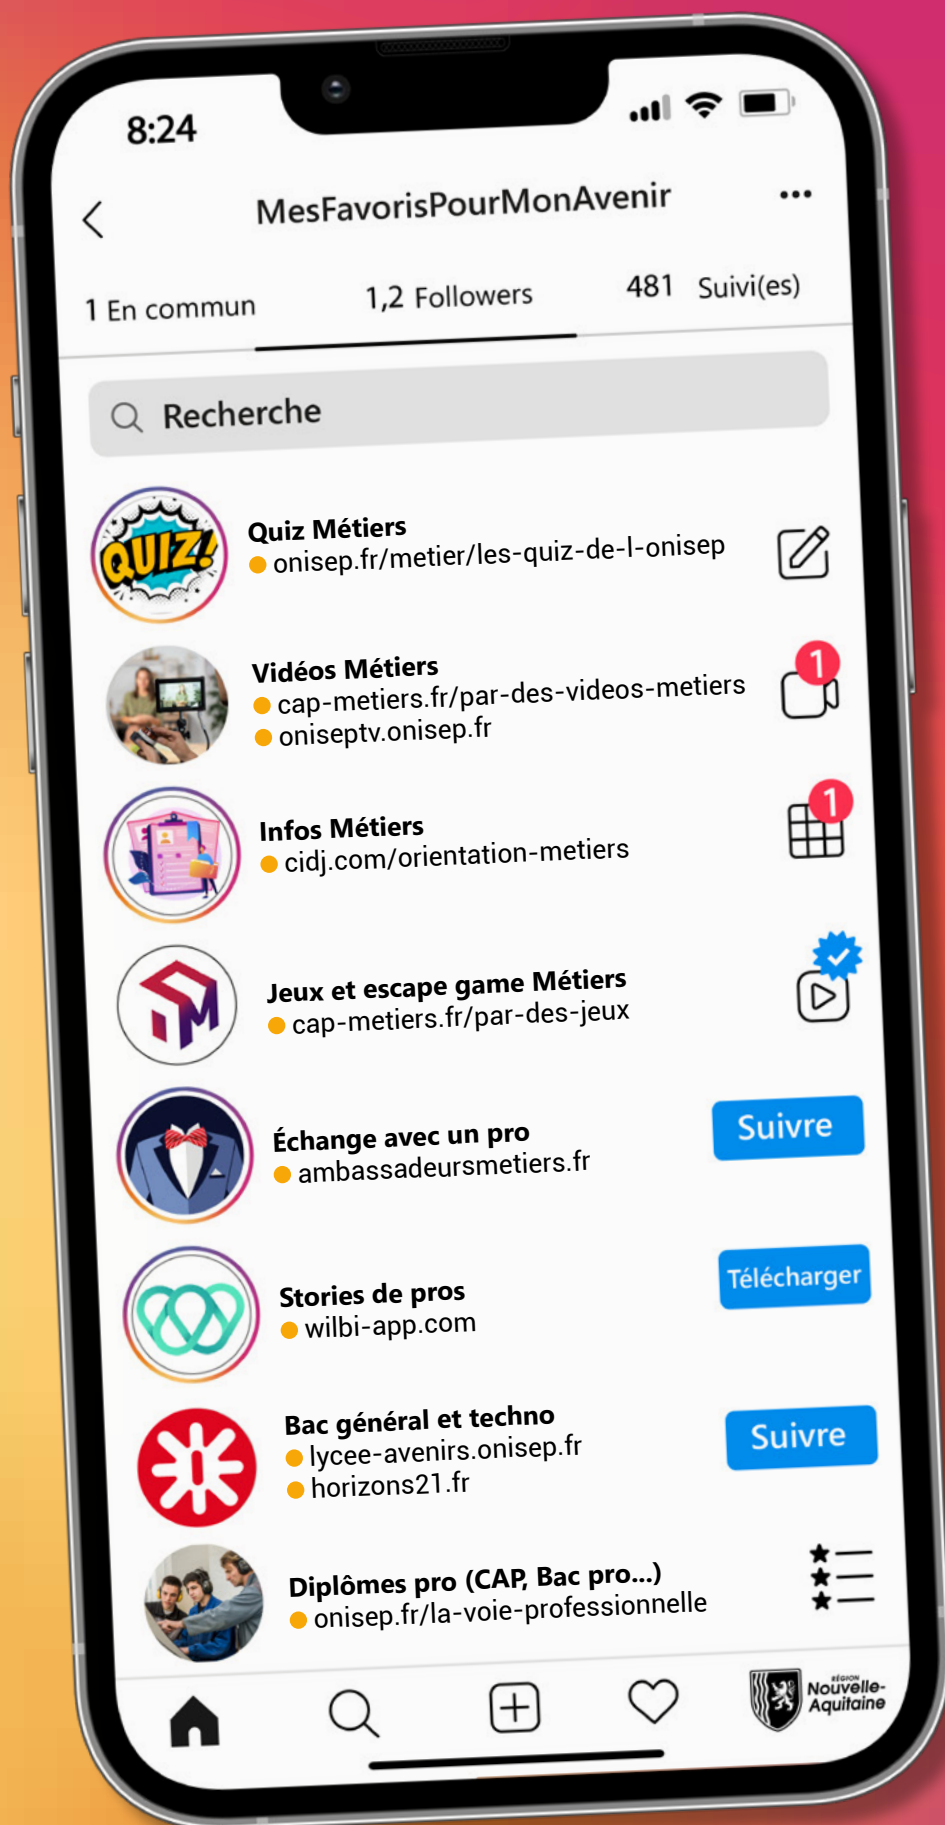 8:24
MesFavorisPourMonAvenir
1 En commun 1,2 Followers 481 Suivi(es)
Recherche
QUIZ!
Quiz Métiers
onisep.fr/metier/les-quiz-de-l-onisep
Vidéos Métiers
1
cap-metiers.fr/par-des-videos-metiers
oniseptv.onisep.fr
Infos Métiers
1
cidj.com/orientation-metiers
Jeux et escape game Métiers
cap-metiers.fr/par-des-jeux
Échange avec un pro
Suivre
ambassadeursmetiers.fr
Stories de pros
Télécharger
wilbi-app.com
Bac général et techno
Suivre
lycee-avenirs.onisep.fr
horizons21.fr
Diplômes pro (CAP, Bac pro...)
onisep.fr/la-voie-professionnelle
RÉGION
Nouvelle-
Aquitaine